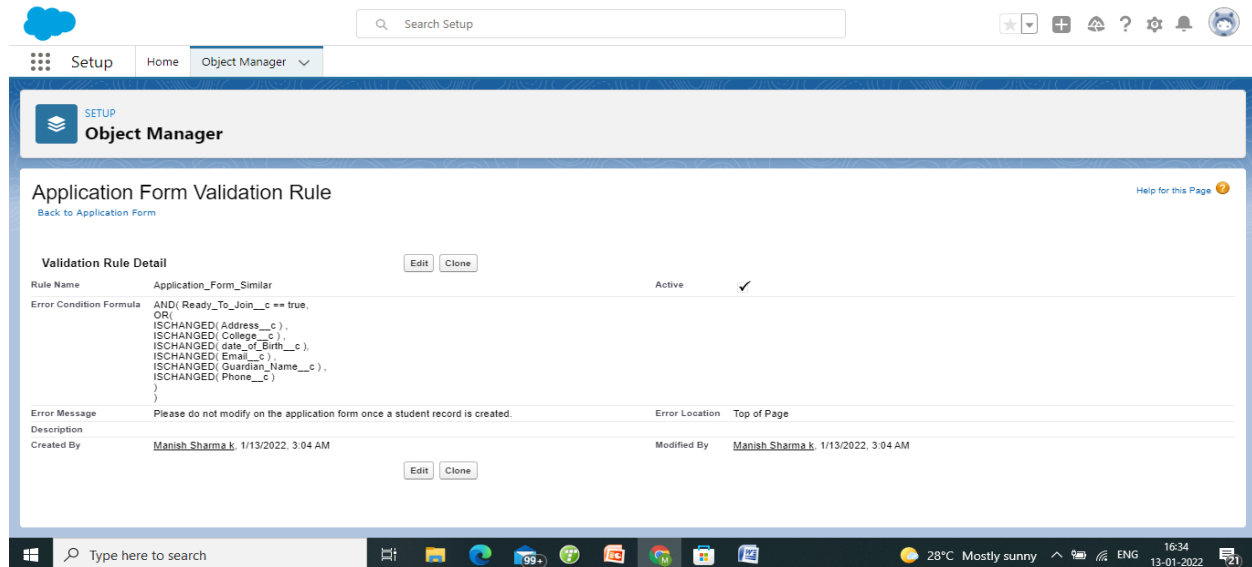 Search Setup
Setup Home Object Manager
SETUP
Object Manager
Application Form Validation Rule
Help for this Page ?
Back to Application Form
Validation Rule Detail
Edit Clone
Rule Name Application_Form_Similar Active ✓
Error Condition Formula AND( Ready_To_Join__c == true,
OR(
ISCHANGED( Address__c ) ,
ISCHANGED( College__c ) ,
ISCHANGED( date_of_Birth__c ),
ISCHANGED( Email__c ) ,
ISCHANGED( Guardian_Name__c ) ,
ISCHANGED( Phone__c )
)
)
Error Message Please do not modify on the application form once a student record is created. Error Location Top of Page
Description
Created By Manish Sharma k, 1/13/2022, 3:04 AM Modified By Manish Sharma k, 1/13/2022, 3:04 AM
Edit Clone
Type here to search 99+ 28°C Mostly sunny ENG 16:34
13-01-2022 21